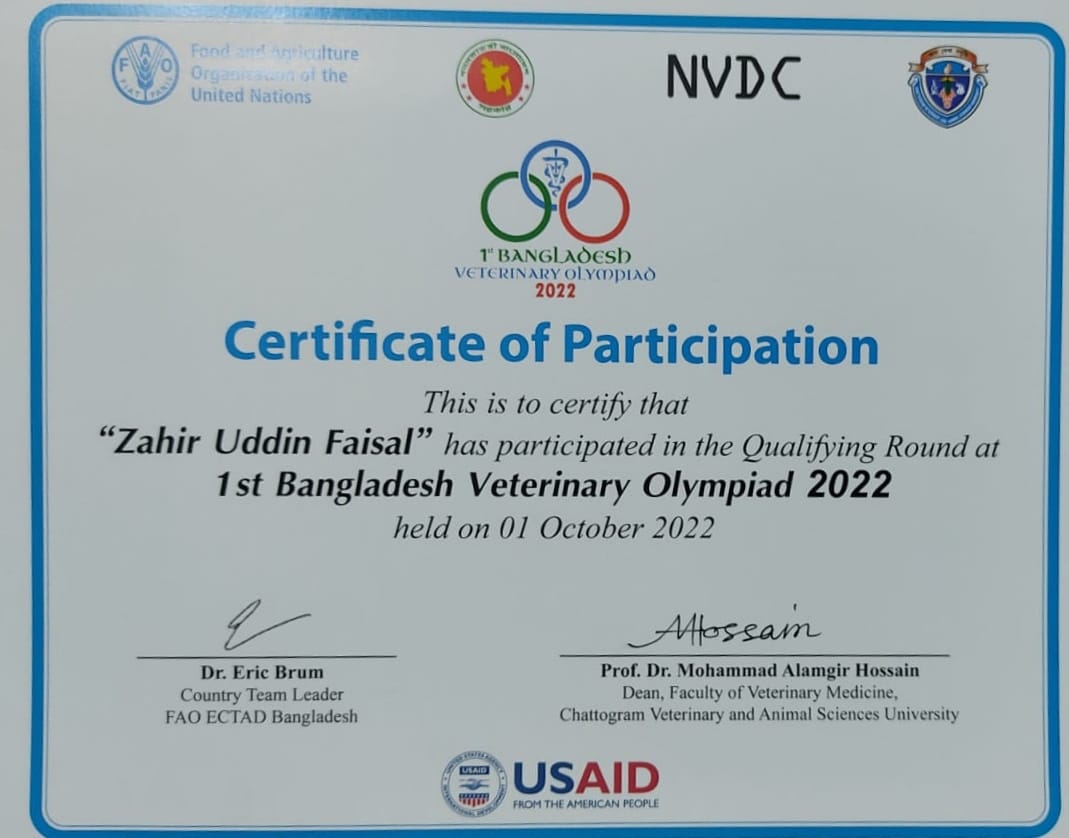 FAO
FIAT PANIS
Food and Agriculture
Organization of the
United Nations
NVDC
1st BANGLADESH
VETERINARY OLYMPIAD
2022
Certificate of Participation
This is to certify that
“Zahir Uddin Faisal” has participated in the Qualifying Round at
1st Bangladesh Veterinary Olympiad 2022
held on 01 October 2022
AHossain
Dr. Eric Brum
Country Team Leader
FAO ECTAD Bangladesh
Prof. Dr. Mohammad Alamgir Hossain
Dean, Faculty of Veterinary Medicine,
Chattogram Veterinary and Animal Sciences University
USAID
USAID
FROM THE AMERICAN PEOPLE